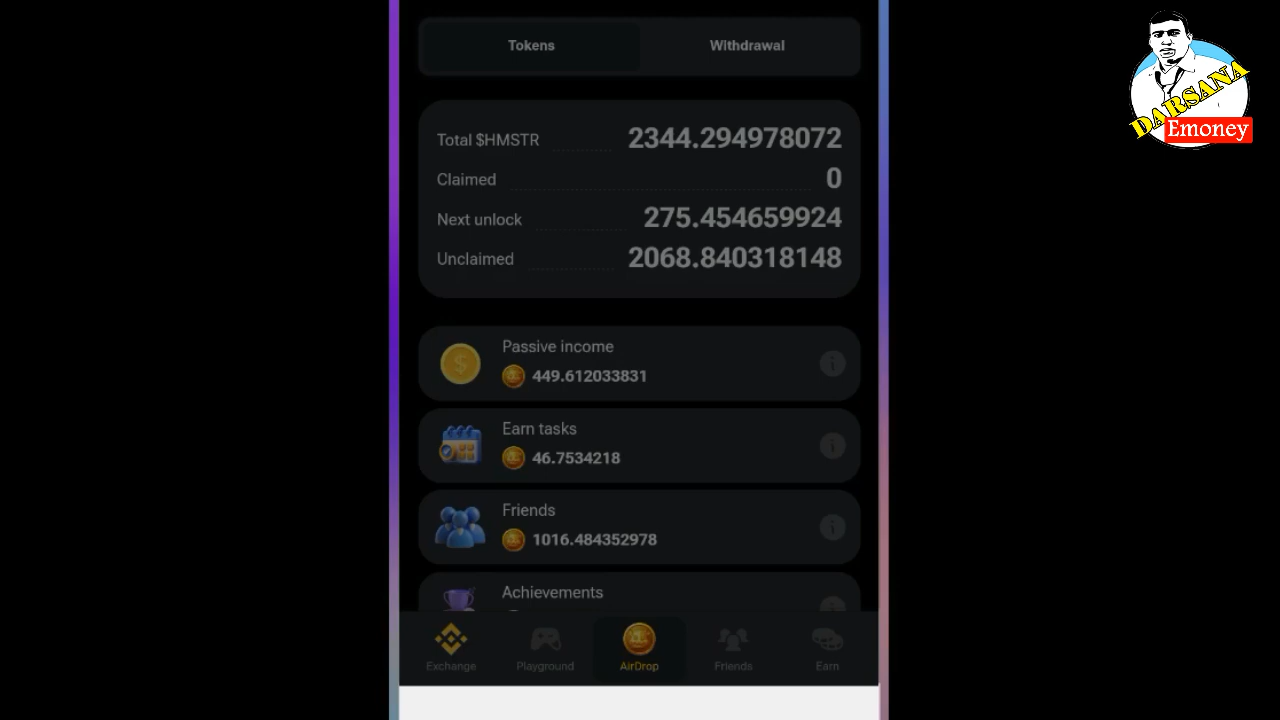 Tokens
Withdrawal
Total $HMSTR 2344.294978072
Claimed 0
Next unlock 275.454659924
Unclaimed 2068.840318148
Passive income
449.612033831
Earn tasks
46.7534218
Friends
1016.484352978
Achievements
Exchange
Playground
AirDrop
Friends
Earn
DARSANA
Emoney